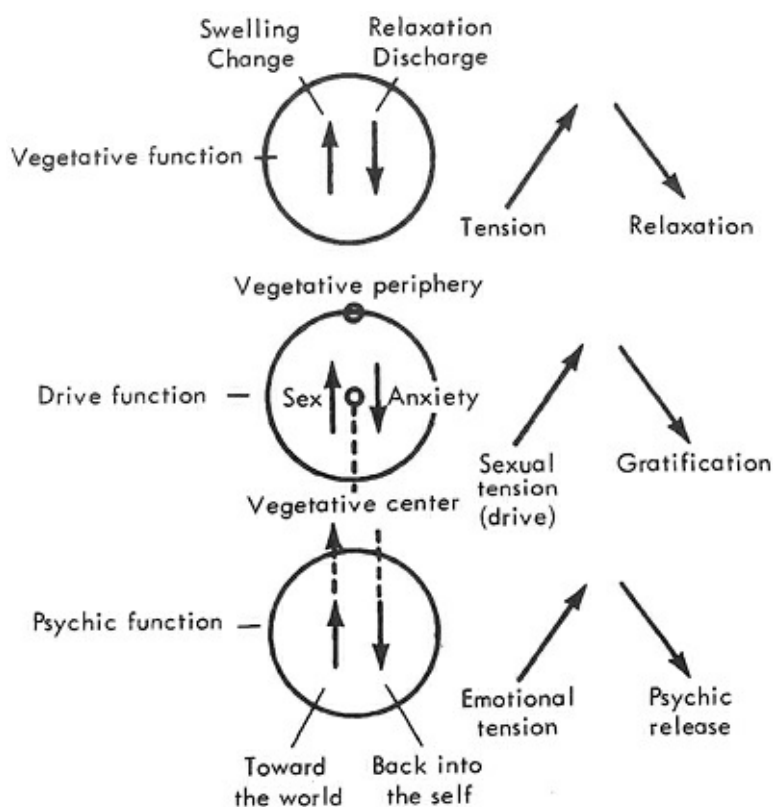 Swelling
Change
Relaxation
Discharge
Vegetative function
Tension
Relaxation
Vegetative periphery
Drive function
Sex
Anxiety
Sexual
tension
(drive)
Gratification
Vegetative center
Psychic function
Emotional
tension
Psychic
release
Toward
the world
Back into
the self